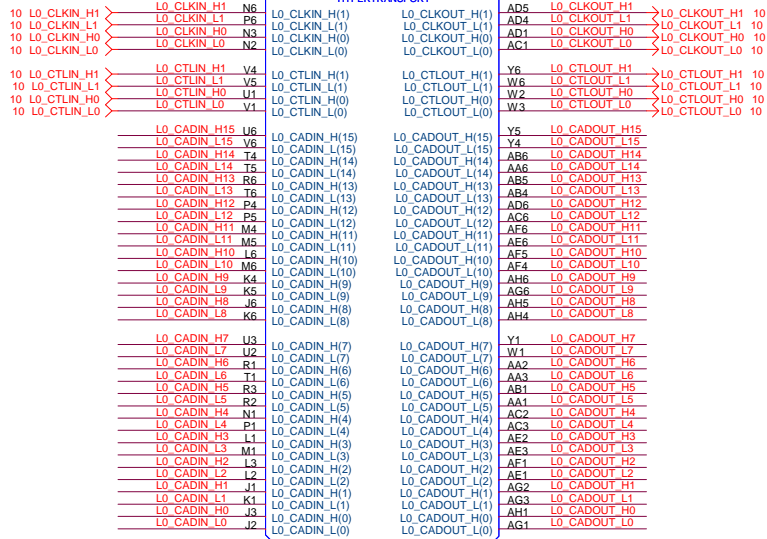 HYPERTRANSPORT
10 L0_CLKIN_H1 L0_CLKIN_H1 N6 L0_CLKIN_H(1) L0_CLKOUT_H(1) AD5 L0_CLKOUT_H1 L0_CLKOUT_H1 10
10 L0_CLKIN_L1 L0_CLKIN_L1 P6 L0_CLKIN_L(1) L0_CLKOUT_L(1) AD4 L0_CLKOUT_L1 L0_CLKOUT_L1 10
10 L0_CLKIN_H0 L0_CLKIN_H0 N3 L0_CLKIN_H(0) L0_CLKOUT_H(0) AD1 L0_CLKOUT_H0 L0_CLKOUT_H0 10
10 L0_CLKIN_L0 L0_CLKIN_L0 N2 L0_CLKIN_L(0) L0_CLKOUT_L(0) AC1 L0_CLKOUT_L0 L0_CLKOUT_L0 10
10 L0_CTLIN_H1 L0_CTLIN_H1 V4 L0_CTLIN_H(1) L0_CTLOUT_H(1) Y6 L0_CTLOUT_H1 L0_CTLOUT_H1 10
10 L0_CTLIN_L1 L0_CTLIN_L1 V5 L0_CTLIN_L(1) L0_CTLOUT_L(1) W6 L0_CTLOUT_L1 L0_CTLOUT_L1 10
10 L0_CTLIN_H0 L0_CTLIN_H0 U1 L0_CTLIN_H(0) L0_CTLOUT_H(0) W2 L0_CTLOUT_H0 L0_CTLOUT_H0 10
10 L0_CTLIN_L0 L0_CTLIN_L0 V1 L0_CTLIN_L(0) L0_CTLOUT_L(0) W3 L0_CTLOUT_L0 L0_CTLOUT_L0 10
L0_CADIN_H15 U6 L0_CADIN_H(15) L0_CADOUT_H(15) Y5 L0_CADOUT_H15
L0_CADIN_L15 V6 L0_CADIN_L(15) L0_CADOUT_L(15) Y4 L0_CADOUT_L15
L0_CADIN_H14 T4 L0_CADIN_H(14) L0_CADOUT_H(14) AB6 L0_CADOUT_H14
L0_CADIN_L14 T5 L0_CADIN_L(14) L0_CADOUT_L(14) AA6 L0_CADOUT_L14
L0_CADIN_H13 R6 L0_CADIN_H(13) L0_CADOUT_H(13) AB5 L0_CADOUT_H13
L0_CADIN_L13 T6 L0_CADIN_L(13) L0_CADOUT_L(13) AB4 L0_CADOUT_L13
L0_CADIN_H12 P4 L0_CADIN_H(12) L0_CADOUT_H(12) AD6 L0_CADOUT_H12
L0_CADIN_L12 P5 L0_CADIN_L(12) L0_CADOUT_L(12) AC6 L0_CADOUT_L12
L0_CADIN_H11 M4 L0_CADIN_H(11) L0_CADOUT_H(11) AF6 L0_CADOUT_H11
L0_CADIN_L11 M5 L0_CADIN_L(11) L0_CADOUT_L(11) AE6 L0_CADOUT_L11
L0_CADIN_H10 L6 L0_CADIN_H(10) L0_CADOUT_H(10) AF5 L0_CADOUT_H10
L0_CADIN_L10 M6 L0_CADIN_L(10) L0_CADOUT_L(10) AF4 L0_CADOUT_L10
L0_CADIN_H9 K4 L0_CADIN_H(9) L0_CADOUT_H(9) AH6 L0_CADOUT_H9
L0_CADIN_L9 K5 L0_CADIN_L(9) L0_CADOUT_L(9) AG6 L0_CADOUT_L9
L0_CADIN_H8 J6 L0_CADIN_H(8) L0_CADOUT_H(8) AH5 L0_CADOUT_H8
L0_CADIN_L8 K6 L0_CADIN_L(8) L0_CADOUT_L(8) AH4 L0_CADOUT_L8
L0_CADIN_H7 U3 L0_CADIN_H(7) L0_CADOUT_H(7) Y1 L0_CADOUT_H7
L0_CADIN_L7 U2 L0_CADIN_L(7) L0_CADOUT_L(7) W1 L0_CADOUT_L7
L0_CADIN_H6 R1 L0_CADIN_H(6) L0_CADOUT_H(6) AA2 L0_CADOUT_H6
L0_CADIN_L6 T1 L0_CADIN_L(6) L0_CADOUT_L(6) AA3 L0_CADOUT_L6
L0_CADIN_H5 R3 L0_CADIN_H(5) L0_CADOUT_H(5) AB1 L0_CADOUT_H5
L0_CADIN_L5 R2 L0_CADIN_L(5) L0_CADOUT_L(5) AA1 L0_CADOUT_L5
L0_CADIN_H4 N1 L0_CADIN_H(4) L0_CADOUT_H(4) AC2 L0_CADOUT_H4
L0_CADIN_L4 P1 L0_CADIN_L(4) L0_CADOUT_L(4) AC3 L0_CADOUT_L4
L0_CADIN_H3 L1 L0_CADIN_H(3) L0_CADOUT_H(3) AE2 L0_CADOUT_H3
L0_CADIN_L3 M1 L0_CADIN_L(3) L0_CADOUT_L(3) AE3 L0_CADOUT_L3
L0_CADIN_H2 L3 L0_CADIN_H(2) L0_CADOUT_H(2) AF1 L0_CADOUT_H2
L0_CADIN_L2 L2 L0_CADIN_L(2) L0_CADOUT_L(2) AE1 L0_CADOUT_L2
L0_CADIN_H1 J1 L0_CADIN_H(1) L0_CADOUT_H(1) AG2 L0_CADOUT_H1
L0_CADIN_L1 K1 L0_CADIN_L(1) L0_CADOUT_L(1) AG3 L0_CADOUT_L1
L0_CADIN_H0 J3 L0_CADIN_H(0) L0_CADOUT_H(0) AH1 L0_CADOUT_H0
L0_CADIN_L0 J2 L0_CADIN_L(0) L0_CADOUT_L(0) AG1 L0_CADOUT_L0